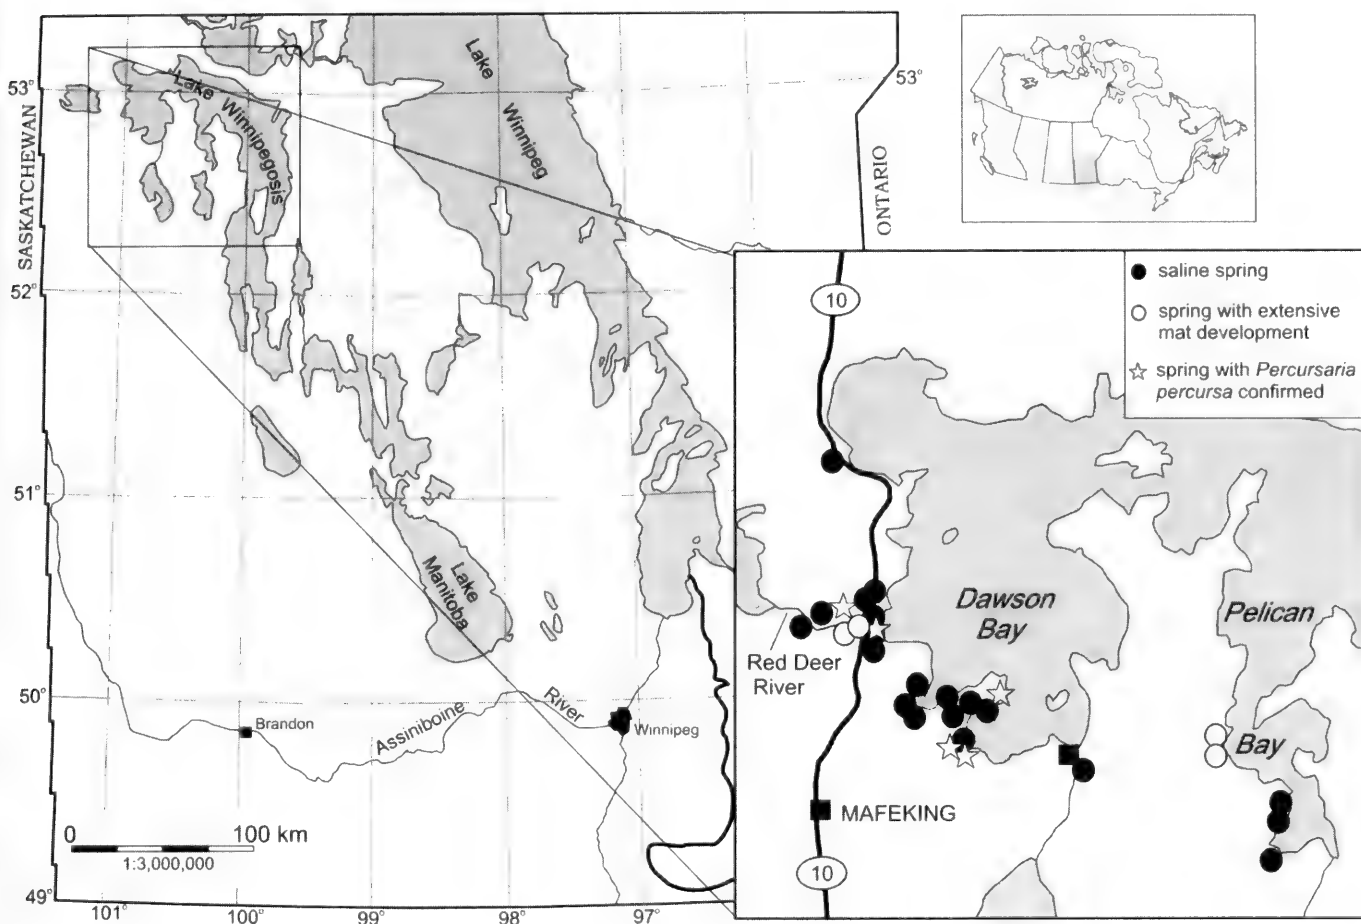 53°
52°
51°
50°
49°
101°
100°
99°
98°
97°
53°
SASKATCHEWAN
ONTARIO
Lake Winnipegosis
Lake
Winnipeg
Lake
Manitoba
Brandon
Assiniboine
River
Winnipeg
0 100 km
1:3,000,000
saline spring
spring with extensive
mat development
spring with Percursaria
percursa confirmed
10
Dawson
Bay
Pelican
Bay
Red Deer
River
MAFEKING
10